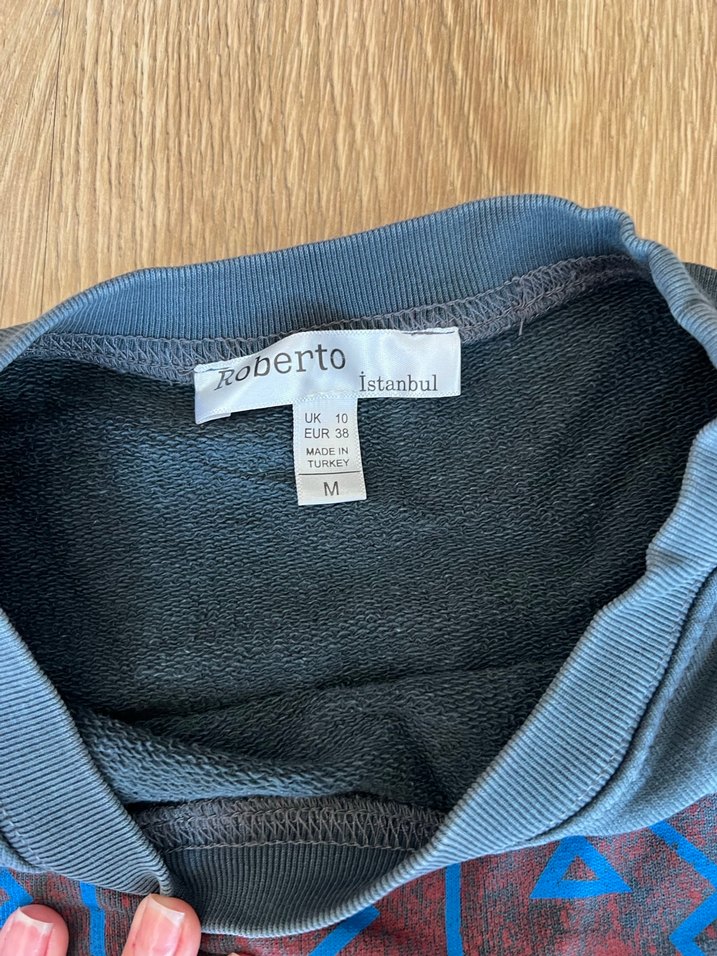 Roberto
İstanbul
UK 10
EUR 38
MADE IN
TURKEY
M